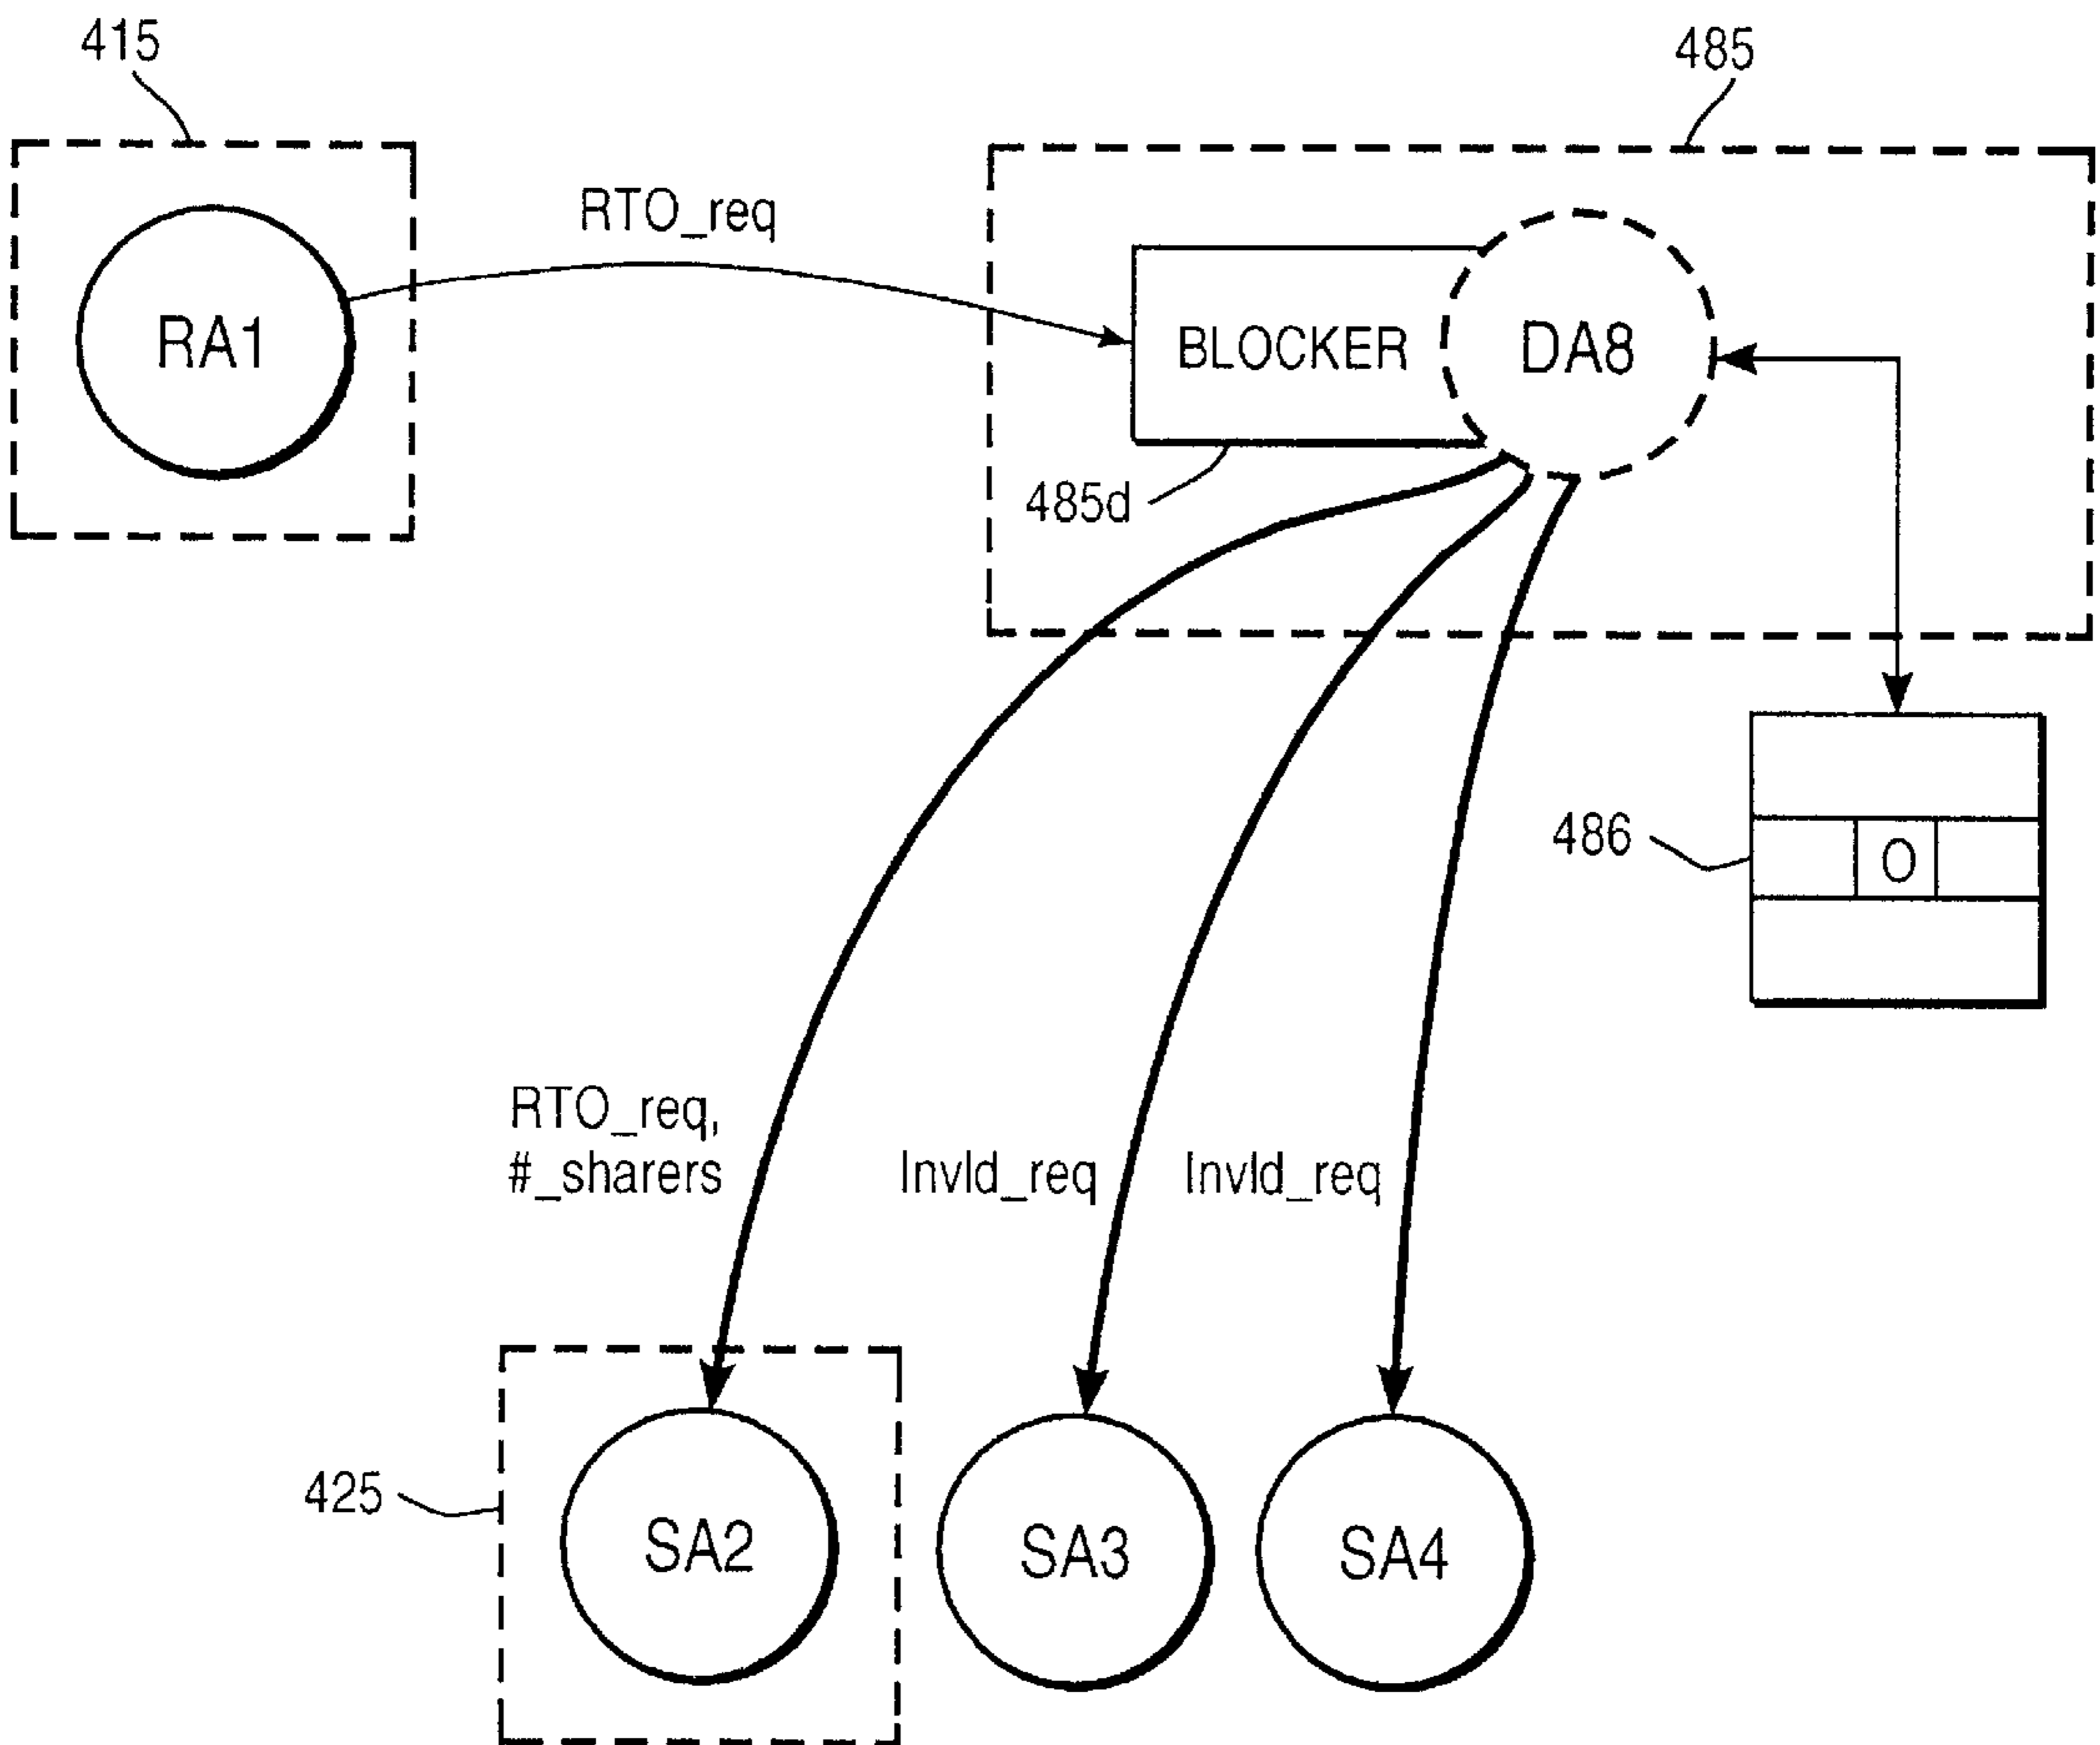 415
485
RTO_req
RA1
BLOCKER
DA8
485d
486
O
RTO_req,
#_sharers
Invld_req
Invld_req
425
SA2
SA3
SA4